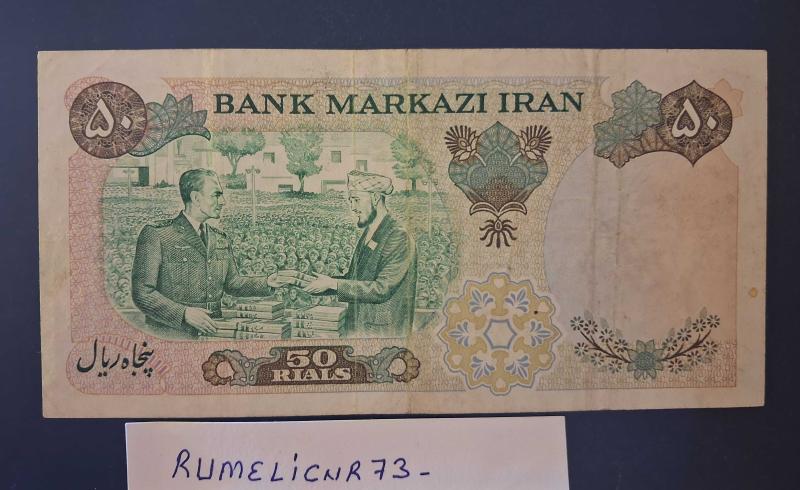 BANK MARKAZI IRAN
۵۰
۵۰
پنجاه ریال
50
RIALS
RUMELiCNR73-